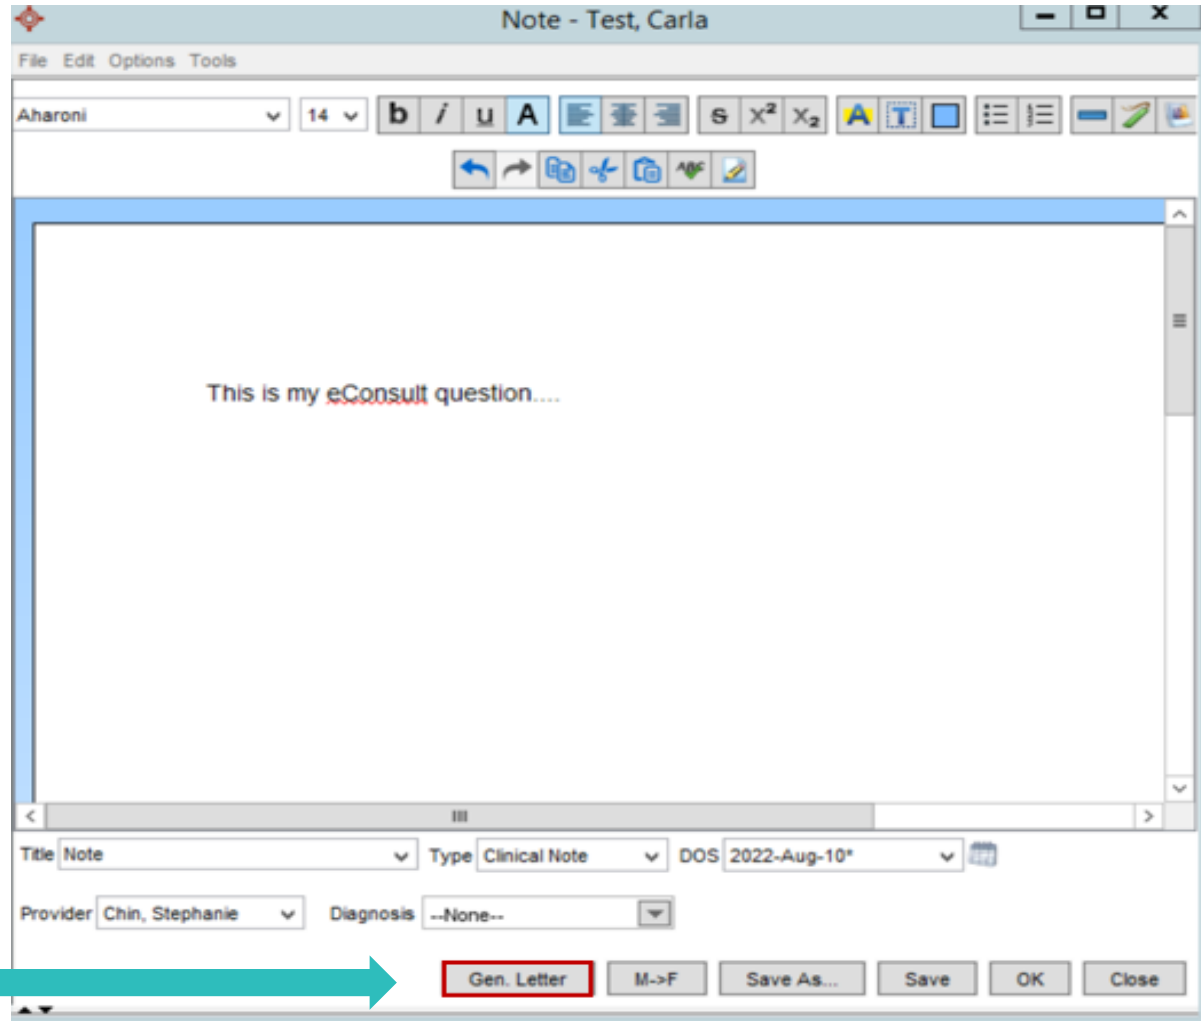 Note - Test, Carla
File Edit Options Tools
Aharoni 14 b i u A s X² X₂ A T
ABC
This is my eConsult question....
Title Note Type Clinical Note DOS 2022-Aug-10*
Provider Chin, Stephanie Diagnosis --None--
Gen. Letter M->F Save As... Save OK Close